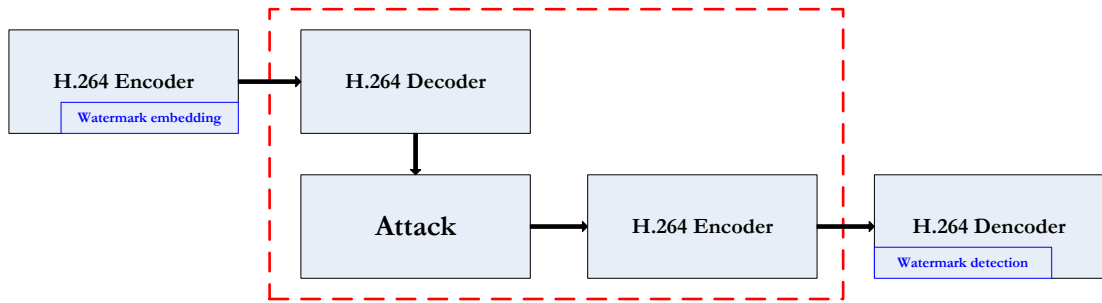 H.264 Encoder
Watermark embedding
H.264 Decoder
Attack
H.264 Encoder
H.264 Dencoder
Watermark detection